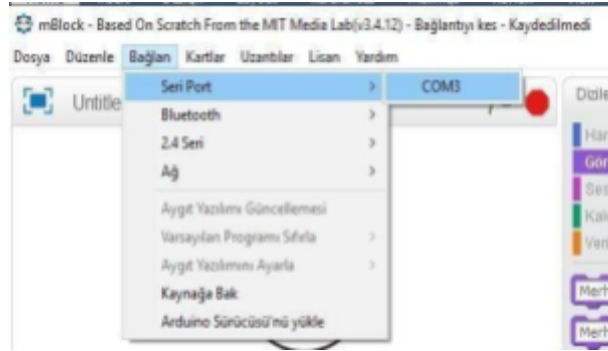 mBlock - Based On Scratch From the MIT Media Lab(v3.4.12) - Bağlantıyı kes - Kaydedilmedi
Dosya Düzenle Bağlan Kartlar Uzantılar Lisan Yardım
Untitle
Seri Port
COM3
Bluetooth
2.4 Seri
Ağ
Aygıt Yazılımı Güncellemesi
Varsayılan Programı Sıfırla
Aygıt Yazılımını Ayarla
Kaynağa Bak
Arduino Sürücüsü'nü yükle
Dizile
Har
Gör
Ses
Kal
Veri
Merh
Merh